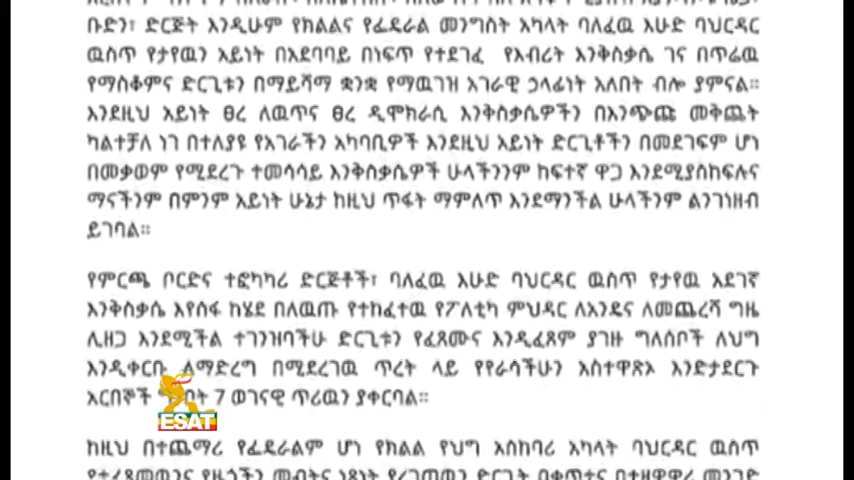 ቡድን፣ ድርጅት እንዲሁም የክልልና የፌደራል መንግስት አካላት ባለፈዉ እሁድ ባህርዳር
ዉስጥ የታየዉን አይነት በአደባባይ በነፍጥ የተደገፈ የአብሪት እንቅስቃሴ ገና በጥሬዉ
የማስቆምና ድርጊቱን በማይሻማ ቋንቋ የማዉገዝ አገራዊ ኃላፊነት አለበት ብሎ ያምናል።
እንደዚህ አይነት ፀረ ለዉጥና ፀረ ዲሞክራሲ እንቅስቃሴዎችን በእንጭጩ መቅጨት
ካልተቻለ ነገ በተለያዩ የአገራችን አካባቢዎች እንደዚህ አይነት ድርጊቶችን በመደገፍም ሆነ
በመቃወም የሚደረጉ ተመሳሳይ እንቅስቃሴዎች ሁላችንንም ከፍተኛ ዋጋ እንደሚያስከፍሉና
ማናችንም በምንም አይነት ሁኔታ ከዚህ ጥፋት ማምለጥ እንደማንችል ሁላችንም ልንገነዘብ
ይገባል።
የምርጫ ቦርድና ተፎካካሪ ድርጅቶች፣ ባለፈዉ እሁድ ባህርዳር ዉስጥ የታየዉ አደገኛ
እንቅስቃሴ እየሰፋ ከሄደ በለዉጡ የተከፈተዉ የፖለቲካ ምህዳር ለአንዴና ለመጨረሻ ግዜ
ሊዘጋ እንደሚችል ተገንዝባችሁ ድርጊቱን የፈጸሙና እንዲፈጸም ያገዙ ግለሰቦች ለህግ
እንዲቀርቡ ለማድረግ በሚደረገዉ ጥረት ላይ የየራሳችሁን አስተዋጽኦ እንድታደርጉ
አርበኞች 7 ወገናዊ ጥሪዉን ያቀርባል።
ESAT
ከዚህ በተጨማሪ የፌደራልም ሆነ የክልል የህግ አስከባሪ አካላት ባህርዳር ዉስጥ